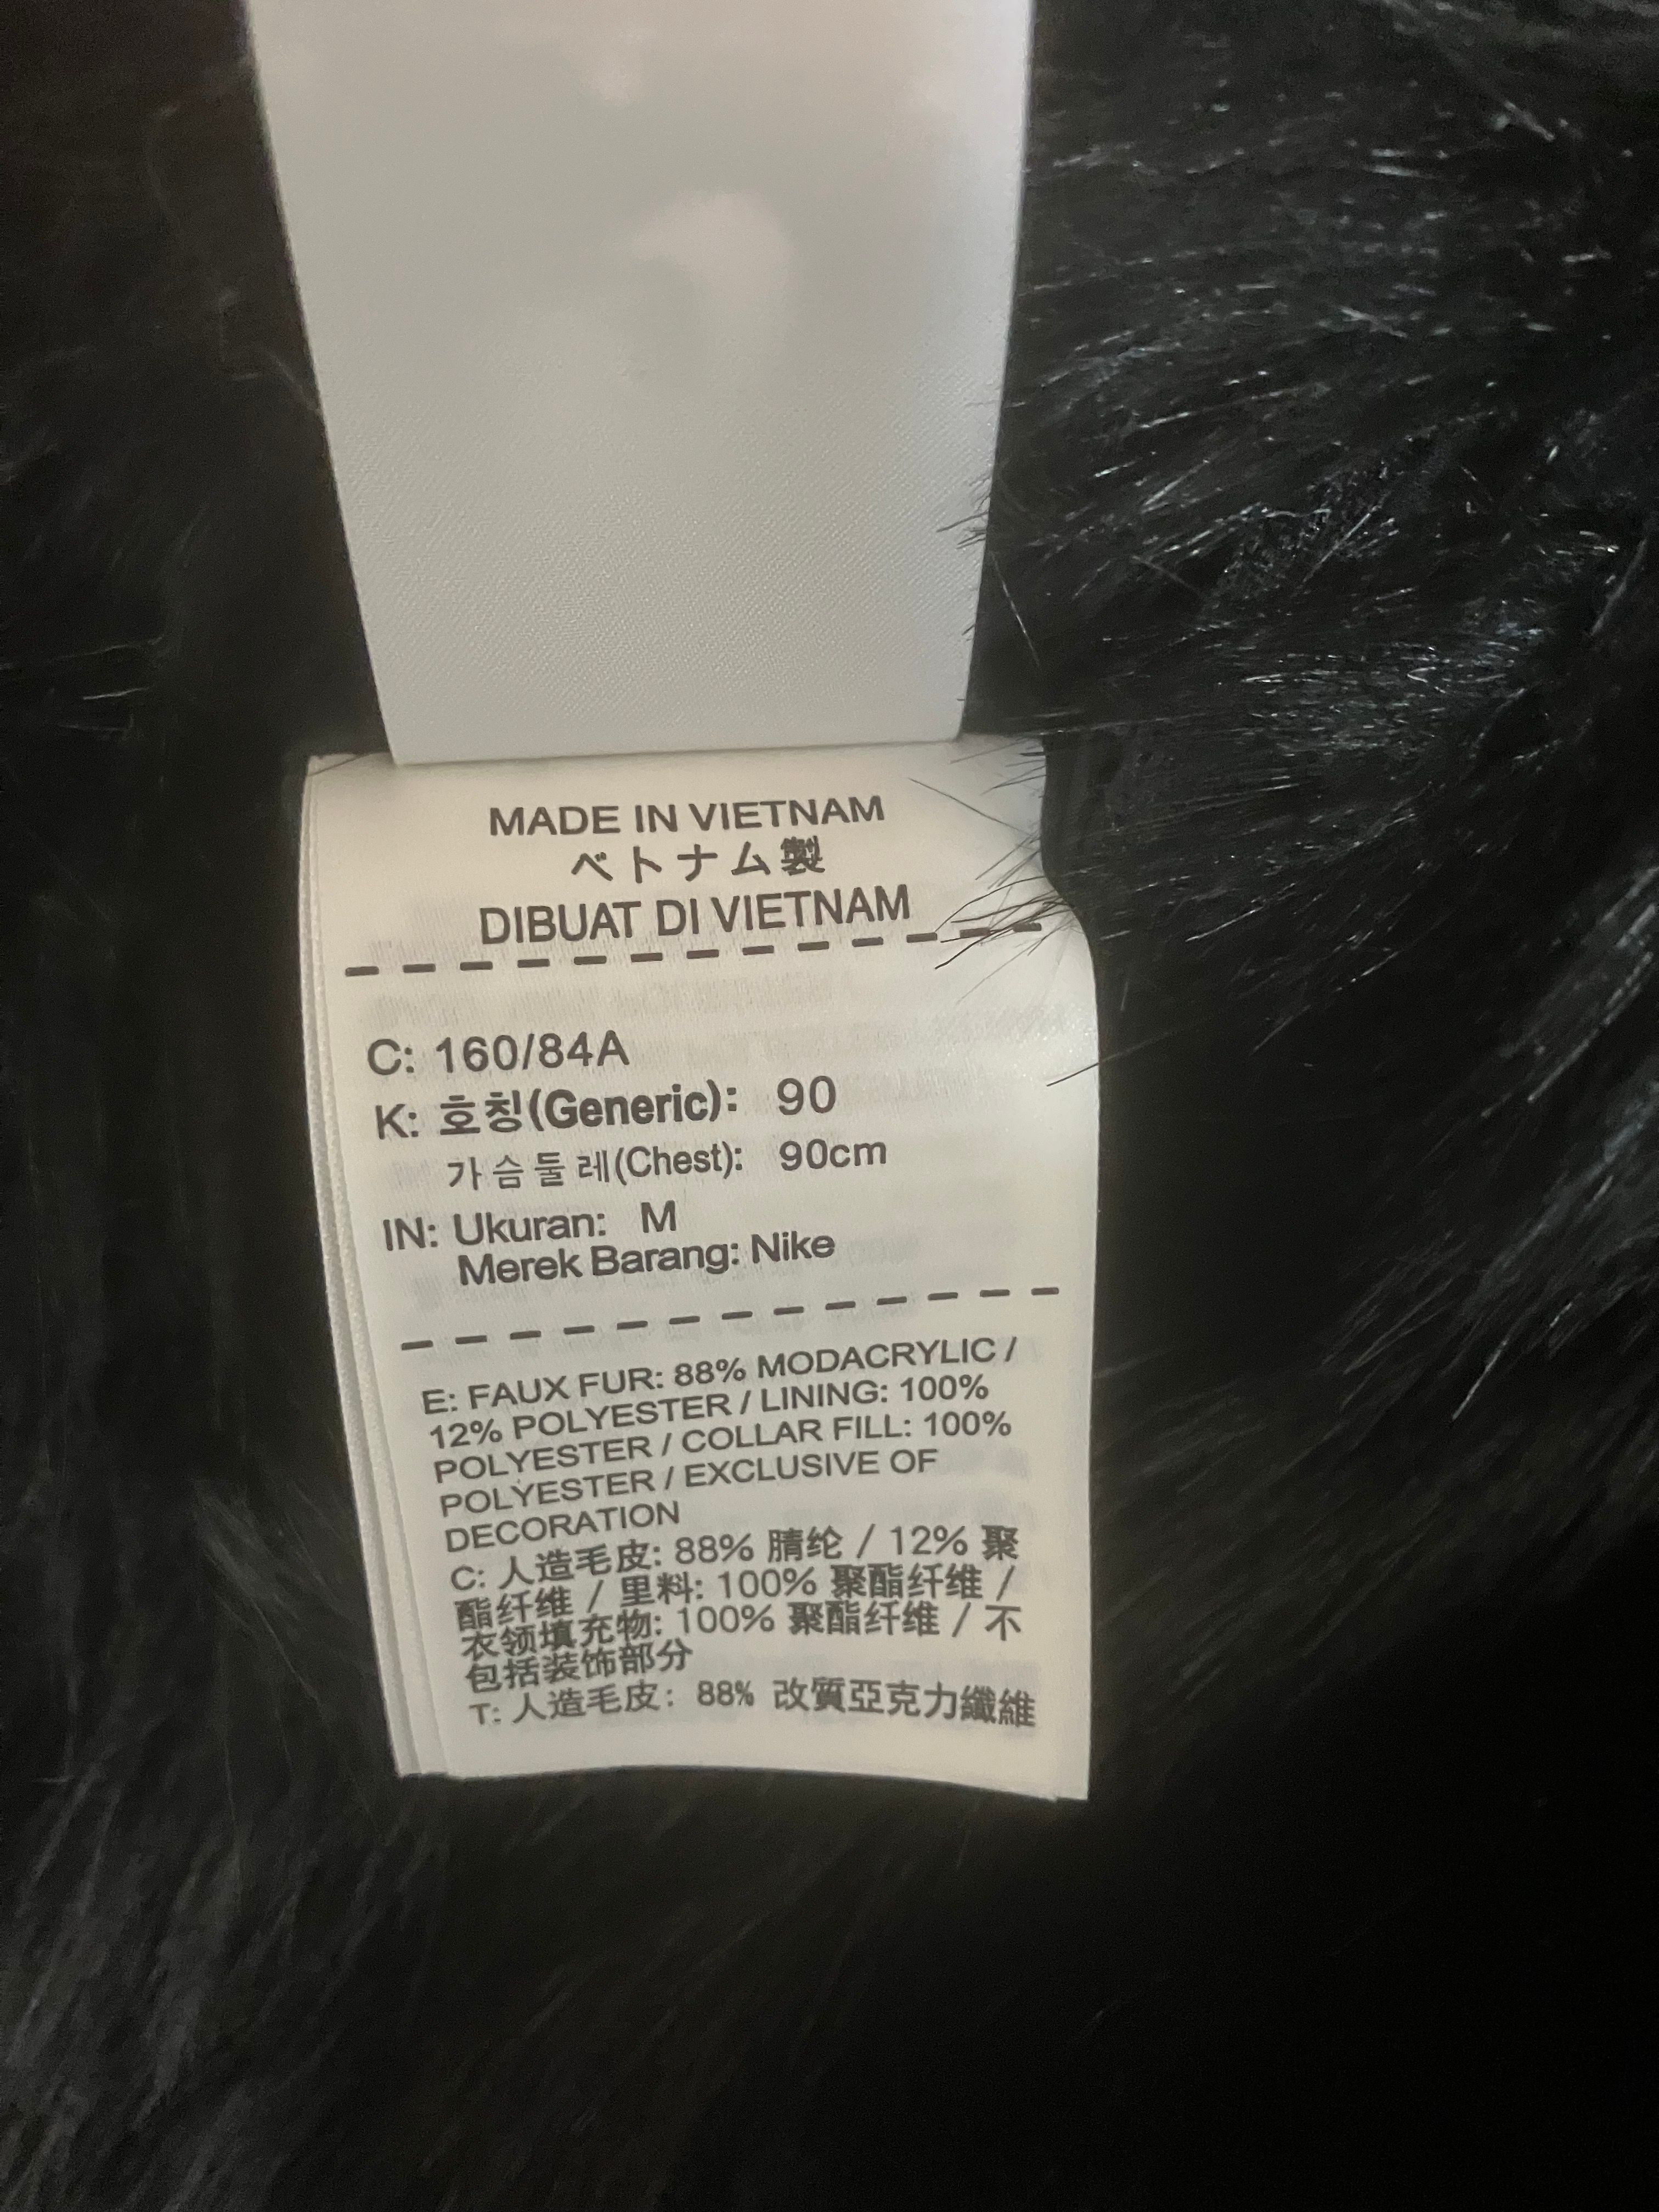 MADE IN VIETNAM
ベトナム製
DIBUAT DI VIETNAM
C: 160/84A
K: 호칭(Generic): 90
가슴둘레(Chest): 90cm
IN: Ukuran: M
Merek Barang: Nike
E: FAUX FUR: 88% MODACRYLIC /
12% POLYESTER / LINING: 100%
POLYESTER / COLLAR FILL: 100%
POLYESTER / EXCLUSIVE OF
DECORATION
C: 人造毛皮: 88% 腈纶 / 12% 聚
酯纤维 / 里料: 100% 聚酯纤维 /
衣领填充物: 100% 聚酯纤维 / 不
包括装饰部分
T: 人造毛皮: 88% 改質亞克力纖維